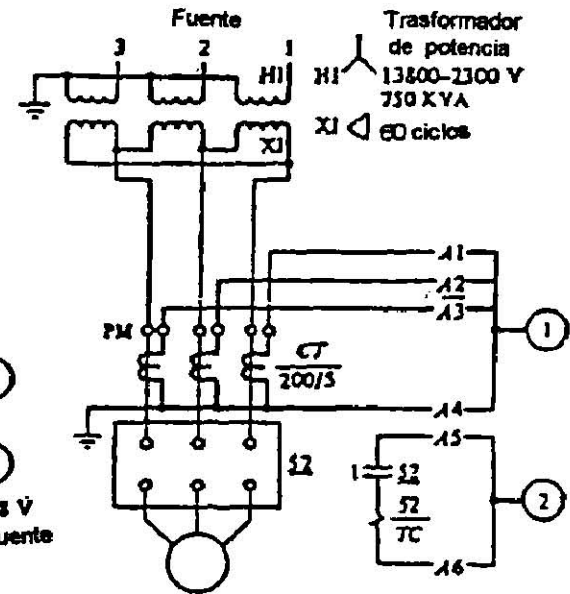 Fuente
3 2 1
H1
Trasformador
de potencia
H1 13800-2300 V
750 KVA
X1 60 ciclos
X1
A1
A2
A3
PM
CT
200/5
1
A4
52
A5
1 52
52
TC
2
A6
V
uente